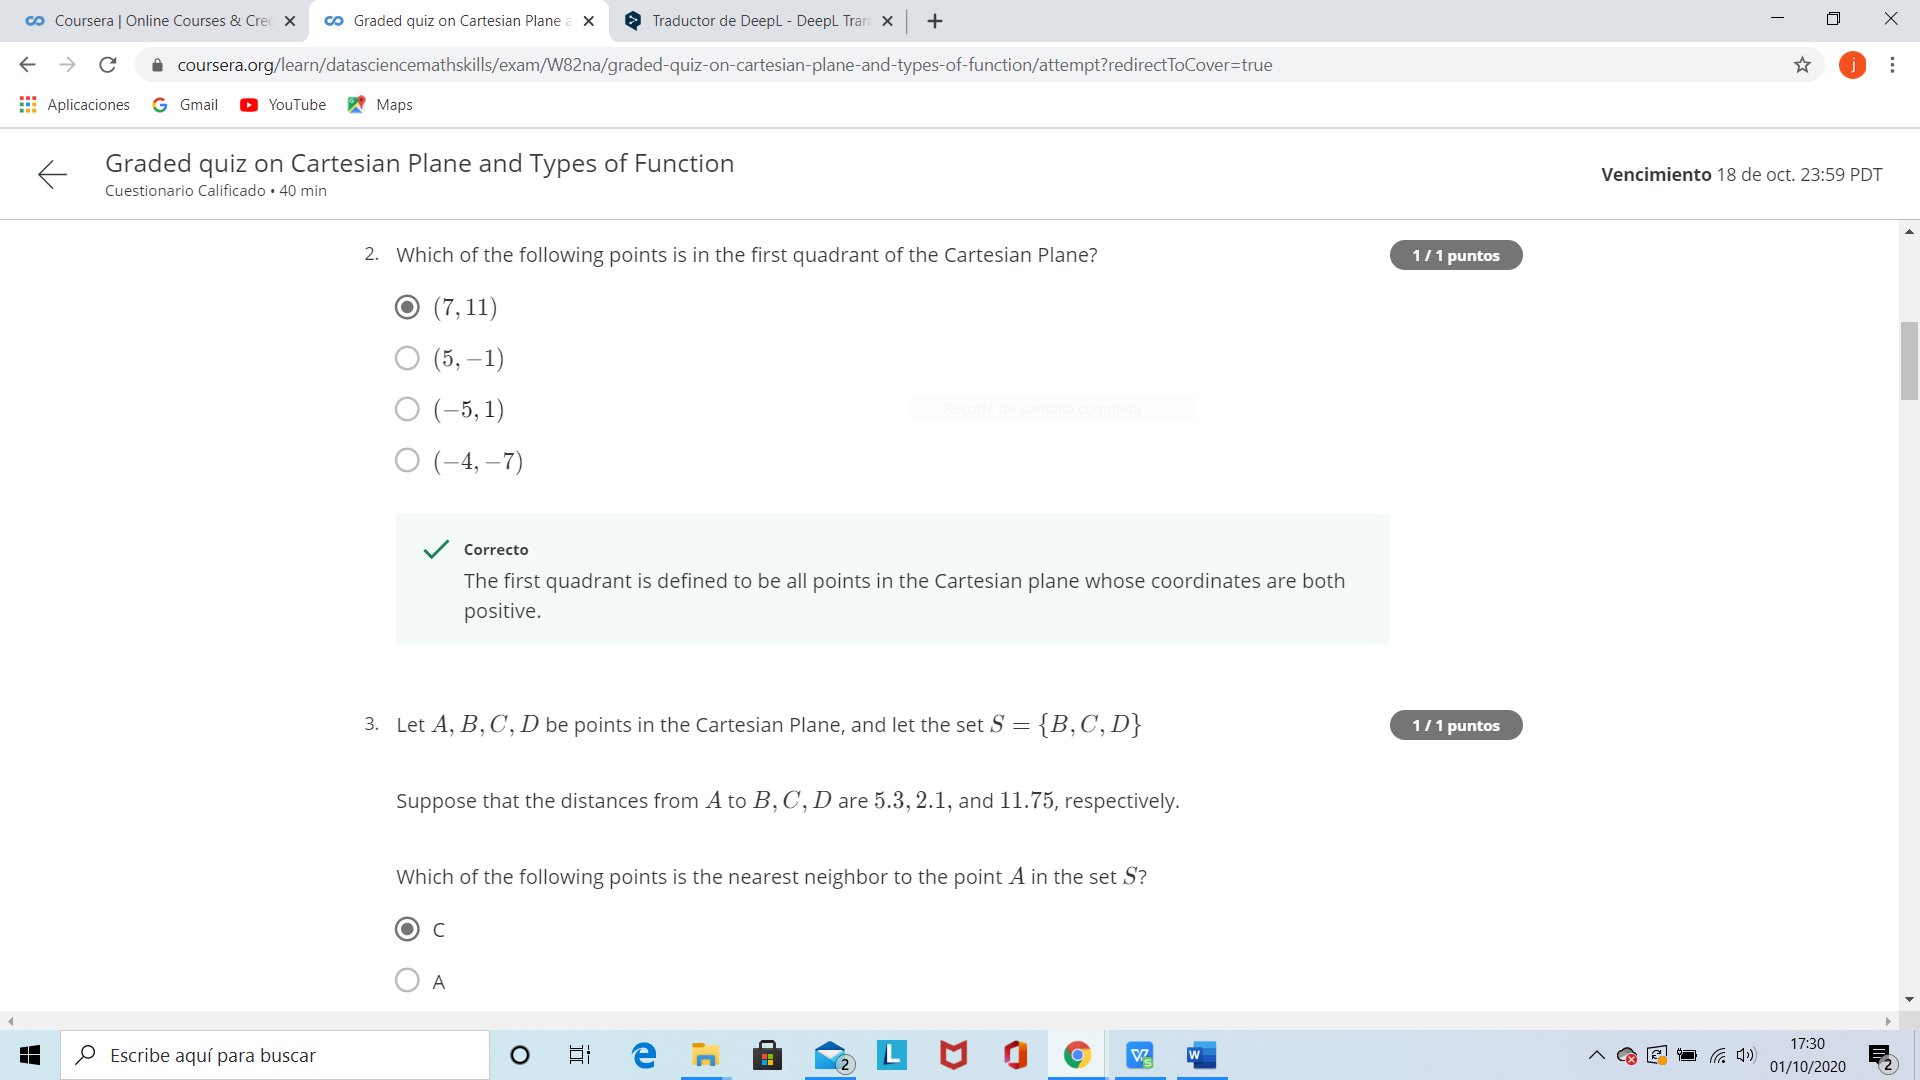 Coursera | Online Courses & Cre
Graded quiz on Cartesian Plane a
Traductor de DeepL - DeepL Tran
coursera.org/learn/datasciencemathskills/exam/W82na/graded-quiz-on-cartesian-plane-and-types-of-function/attempt?redirectToCover=true
j
Aplicaciones
Gmail
YouTube
Maps
Graded quiz on Cartesian Plane and Types of Function
Cuestionario Calificado • 40 min
Vencimiento 18 de oct. 23:59 PDT
2. Which of the following points is in the first quadrant of the Cartesian Plane?
1 / 1 puntos
(7, 11)
(5, −1)
(−5, 1)
Recorte de pantalla completa
(−4, −7)
Correcto
The first quadrant is defined to be all points in the Cartesian plane whose coordinates are both
positive.
3. Let A, B, C, D be points in the Cartesian Plane, and let the set S = {B, C, D}
1 / 1 puntos
Suppose that the distances from A to B, C, D are 5.3, 2.1, and 11.75, respectively.
Which of the following points is the nearest neighbor to the point A in the set S?
C
A
Escribe aquí para buscar
2
L
W
17:30
01/10/2020
2